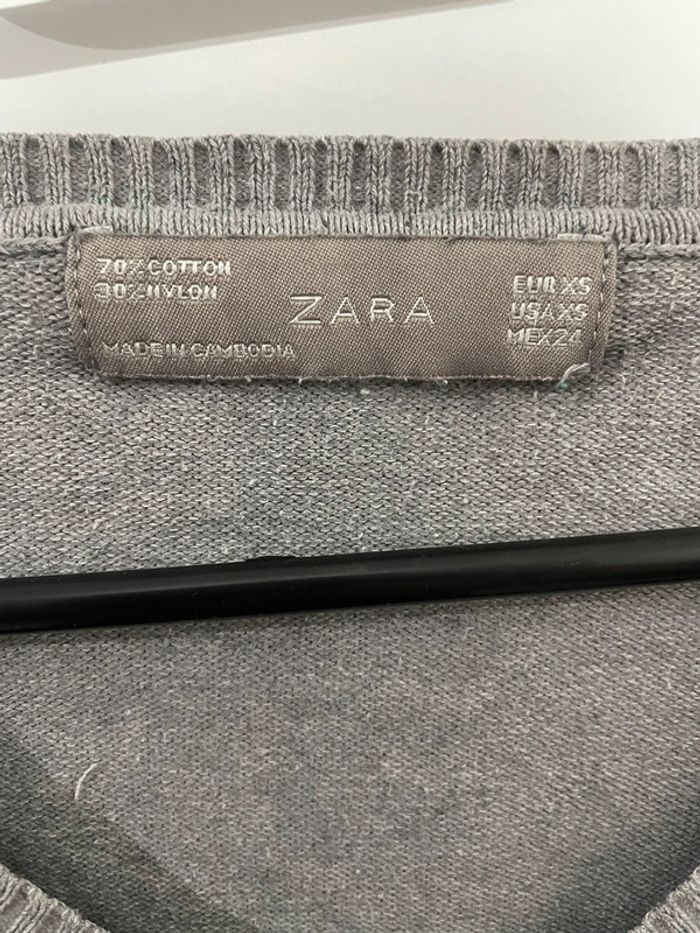 70% COTTON
30% NYLON
ZARA
MADE IN CAMBODIA
EUR XS
USA XS
MEX 24